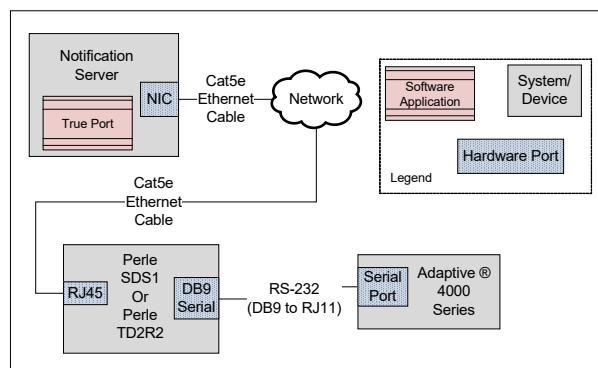 Notification
Server
NIC
True Port
Cat5e
Ethernet
Cable
Network
Software
Application
System/
Device
Hardware Port
Legend
Cat5e
Ethernet
Cable
RJ45
Perle
SDS1
Or
Perle
TD2R2
DB9
Serial
RS-232
(DB9 to RJ11)
Serial
Port
Adaptive ®
4000
Series